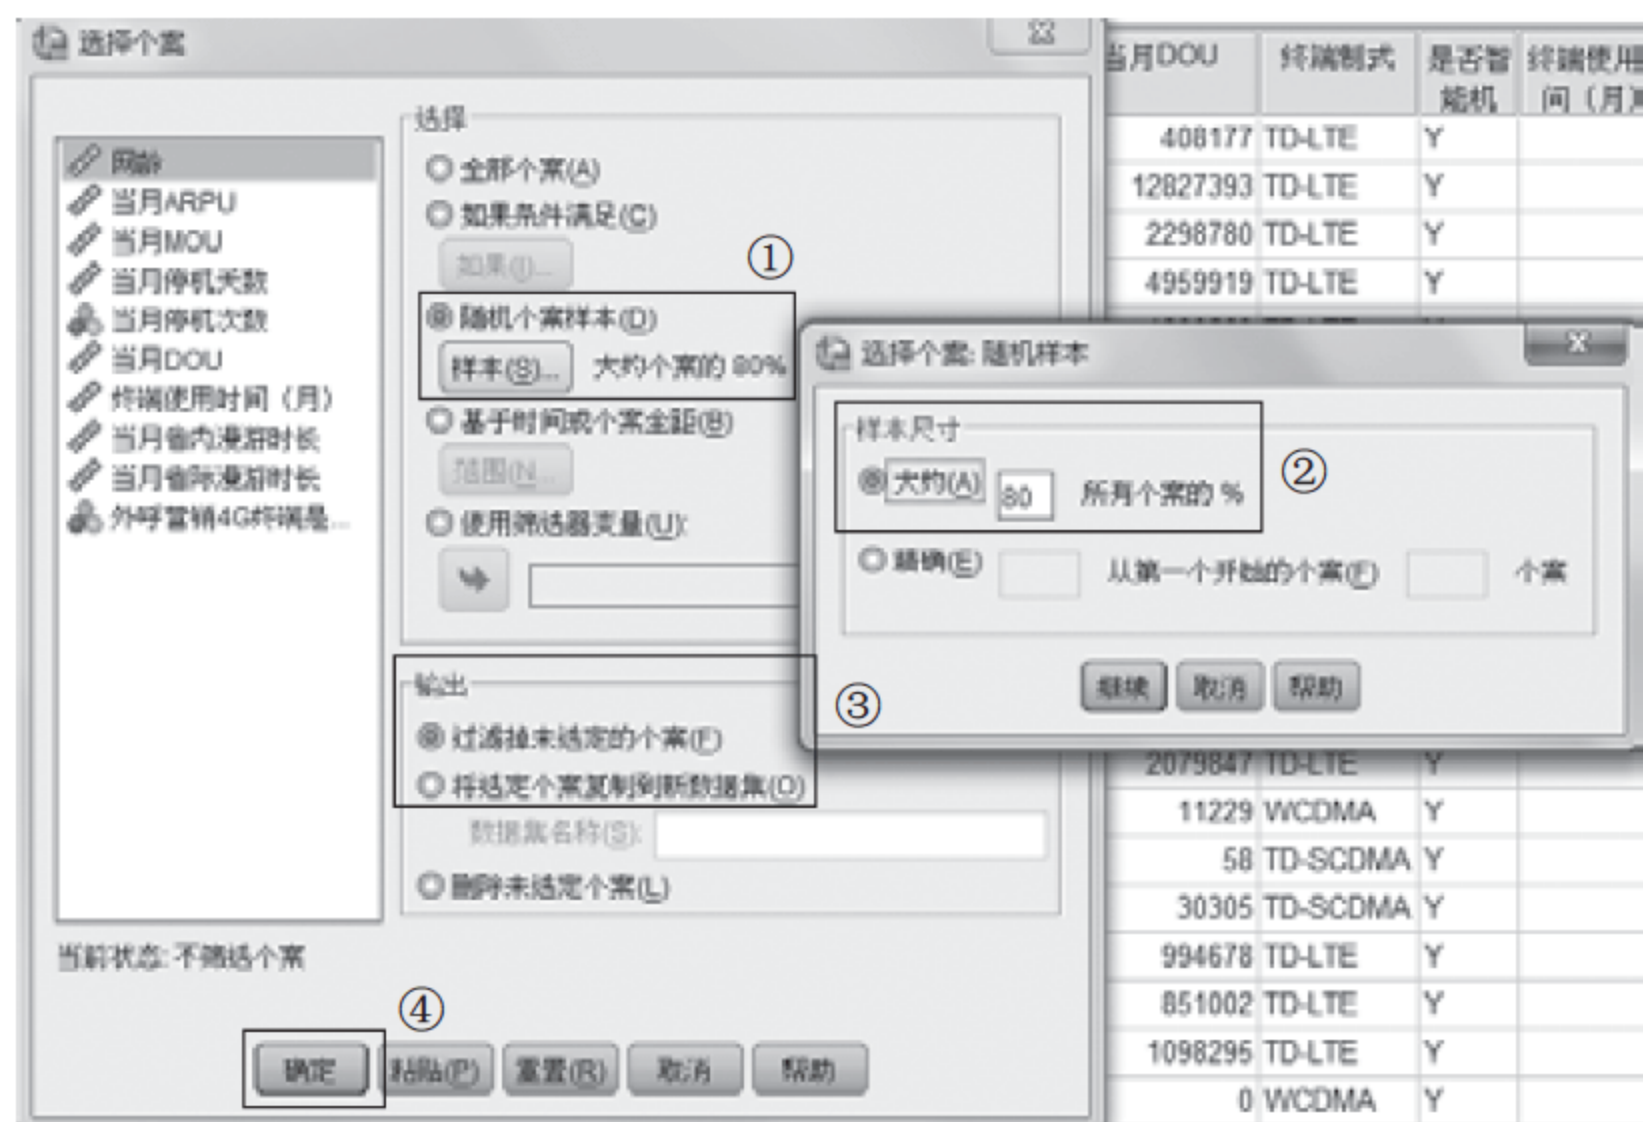 选择个案
网龄
当月ARPU
当月MOU
当月停机天数
当月停机次数
当月DOU
终端使用时间（月）
当月省内漫游时长
当月省际漫游时长
外呼营销4G终端是...
当前状态: 不筛选个案
选择
全部个案(A)
如果条件满足(C)
如果(I)...
①
随机个案样本(D)
样本(S)... 大约个案的 80%
基于时间或个案全距(B)
范围(N...
使用筛选器变量(U):
输出
③
过滤掉未选定的个案(F)
将选定个案复制到新数据集(O)
数据集名称(S):
删除未选定个案(L)
④
确定 粘贴(P) 重置(R) 取消 帮助
选择个案: 随机样本
样本尺寸
②
大约(A) 80 所有个案的 %
精确(E) 从第一个开始的个案(F) 个案
继续 取消 帮助
当月DOU 终端制式 是否智能机 终端使用
间（月）
408177 TD-LTE Y
12827393 TD-LTE Y
2298780 TD-LTE Y
4959919 TD-LTE Y
2079847 TD-LTE Y
11229 WCDMA Y
58 TD-SCDMA Y
30305 TD-SCDMA Y
994678 TD-LTE Y
851002 TD-LTE Y
1098295 TD-LTE Y
0 WCDMA Y